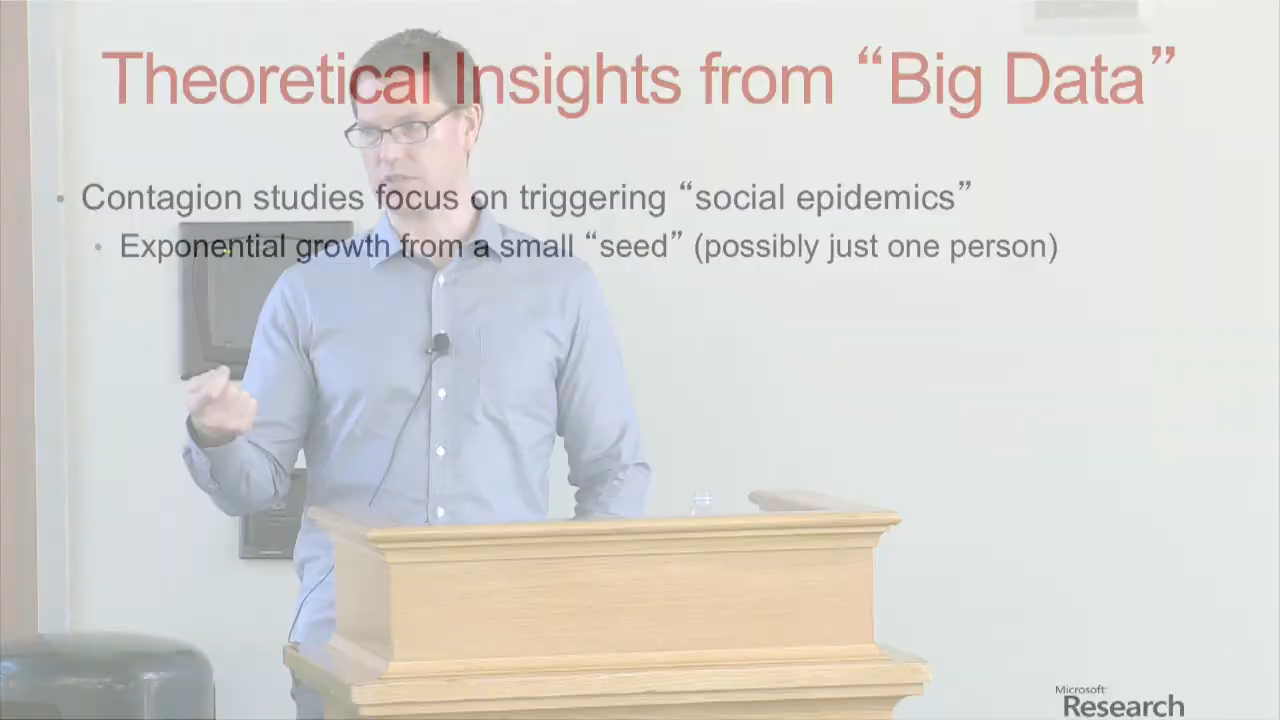 Theoretical Insights from “Big Data”
• Contagion studies focus on triggering “social epidemics”
• Exponential growth from a small “seed” (possibly just one person)
Microsoft
Research